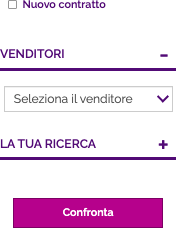 Nuovo contratto
VENDITORI -
Seleziona il venditore
LA TUA RICERCA +
Confronta